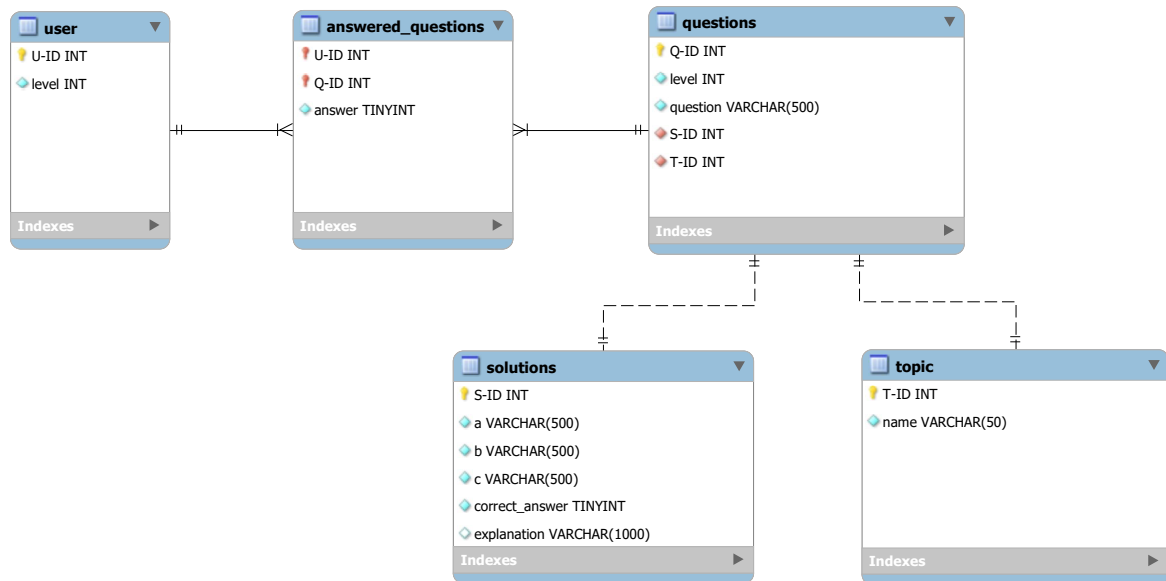 user
U-ID INT
level INT
Indexes
answered_questions
U-ID INT
Q-ID INT
answer TINYINT
Indexes
questions
Q-ID INT
level INT
question VARCHAR(500)
S-ID INT
T-ID INT
Indexes
solutions
S-ID INT
a VARCHAR(500)
b VARCHAR(500)
c VARCHAR(500)
correct_answer TINYINT
explanation VARCHAR(1000)
Indexes
topic
T-ID INT
name VARCHAR(50)
Indexes